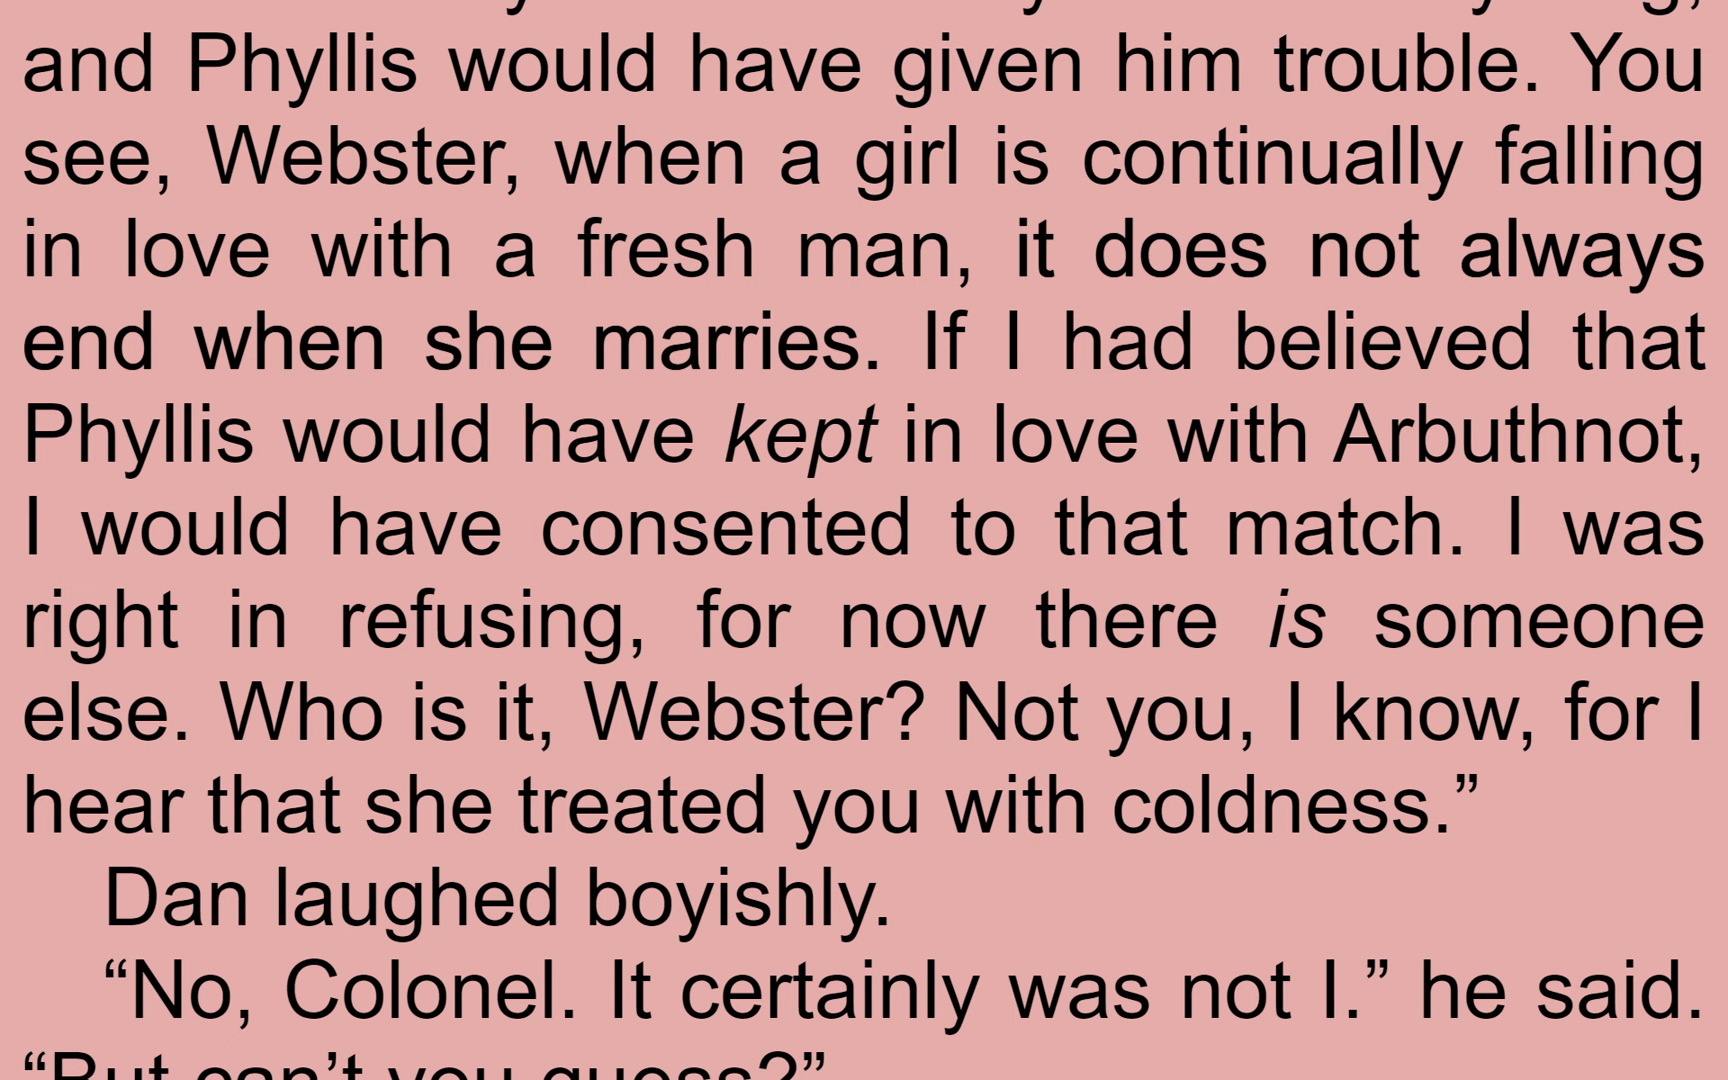 and Phyllis would have given him trouble. You
see, Webster, when a girl is continually falling
in love with a fresh man, it does not always
end when she marries. If I had believed that
Phyllis would have kept in love with Arbuthnot,
I would have consented to that match. I was
right in refusing, for now there is someone
else. Who is it, Webster? Not you, I know, for I
hear that she treated you with coldness.”
Dan laughed boyishly.
“No, Colonel. It certainly was not I.” he said.
“But can’t you guess?”